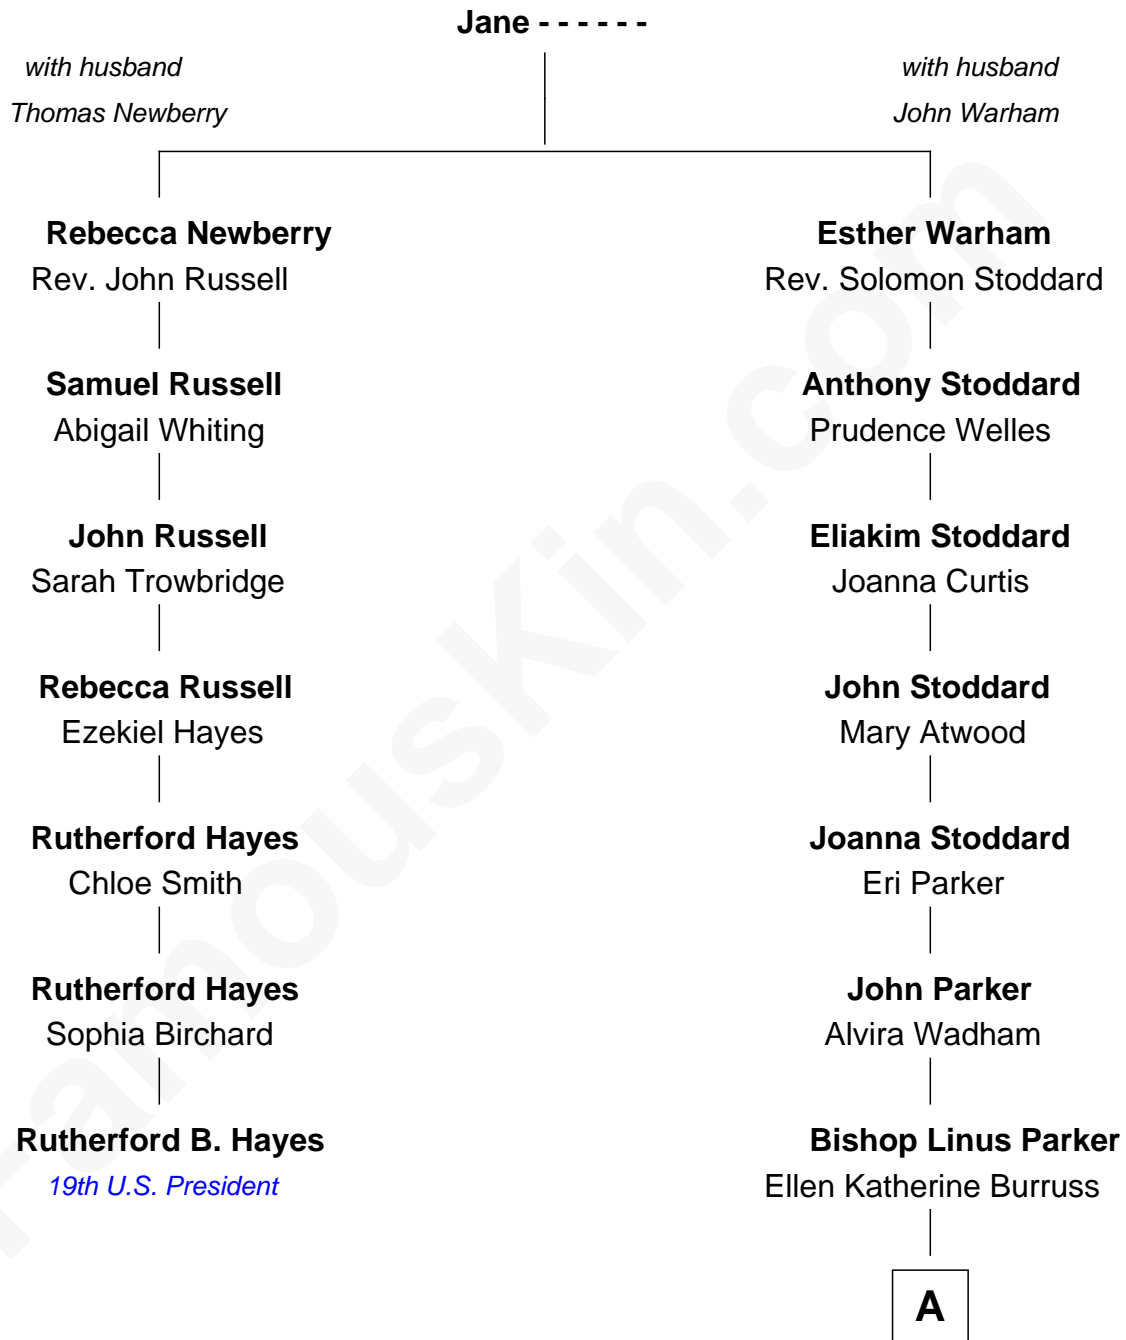 Jane - - - - - -
with husband
Thomas Newberry
with husband
John Warham
Rebecca Newberry
Rev. John Russell
Esther Warham
Rev. Solomon Stoddard
Samuel Russell
Abigail Whiting
Anthony Stoddard
Prudence Welles
John Russell
Sarah Trowbridge
Eliakim Stoddard
Joanna Curtis
Rebecca Russell
Ezekiel Hayes
John Stoddard
Mary Atwood
Rutherford Hayes
Chloe Smith
Joanna Stoddard
Eri Parker
Rutherford Hayes
Sophia Birchard
John Parker
Alvira Wadham
Rutherford B. Hayes
19th U.S. President
Bishop Linus Parker
Ellen Katherine Burruss
A
FamousKin.com